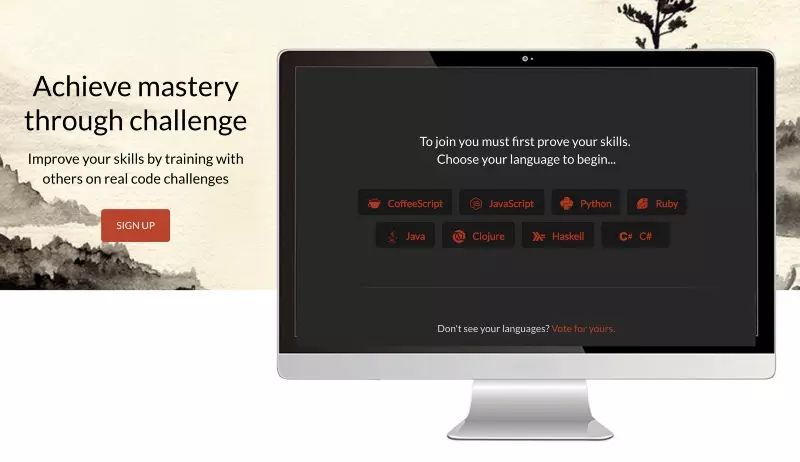 Achieve mastery
through challenge
Improve your skills by training with
others on real code challenges
SIGN UP
To join you must first prove your skills.
Choose your language to begin...
CoffeeScript JavaScript Python Ruby
Java Clojure Haskell C# C#
Don't see your languages? Vote for yours.